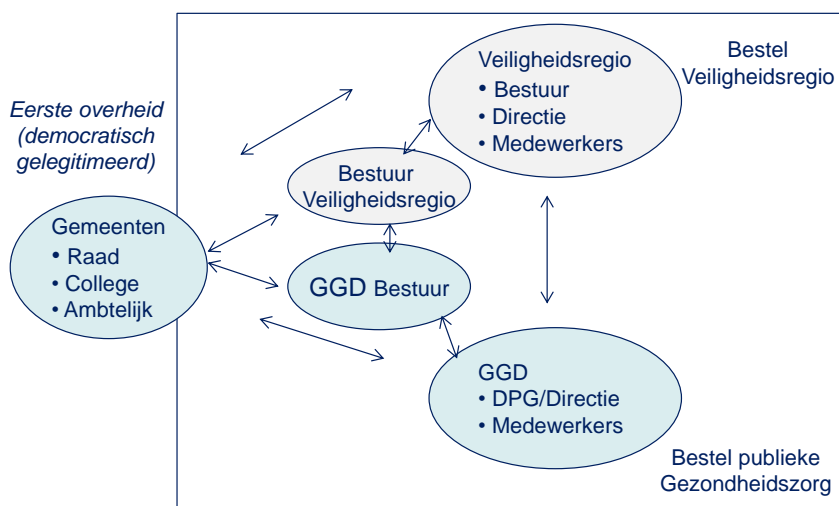 Eerste overheid
(democratisch
gelegitimeerd)
Gemeenten
• Raad
• College
• Ambtelijk
Bestuur
Veiligheidsregio
GGD Bestuur
Veiligheidsregio
• Bestuur
• Directie
• Medewerkers
Bestel
Veiligheidsregio
GGD
• DPG/Directie
• Medewerkers
Bestel publieke
Gezondheidszorg